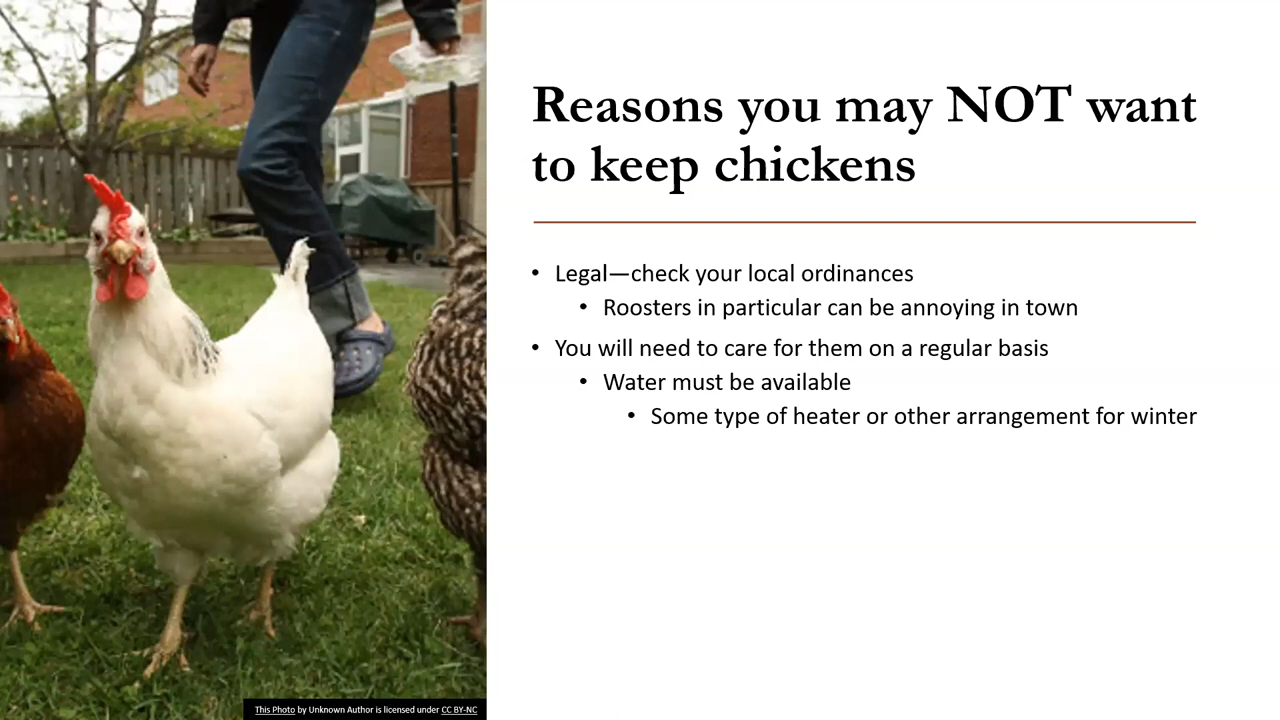 Reasons you may NOT want
to keep chickens
• Legal—check your local ordinances
• Roosters in particular can be annoying in town
• You will need to care for them on a regular basis
• Water must be available
• Some type of heater or other arrangement for winter
This Photo by Unknown Author is licensed under CC BY-NC